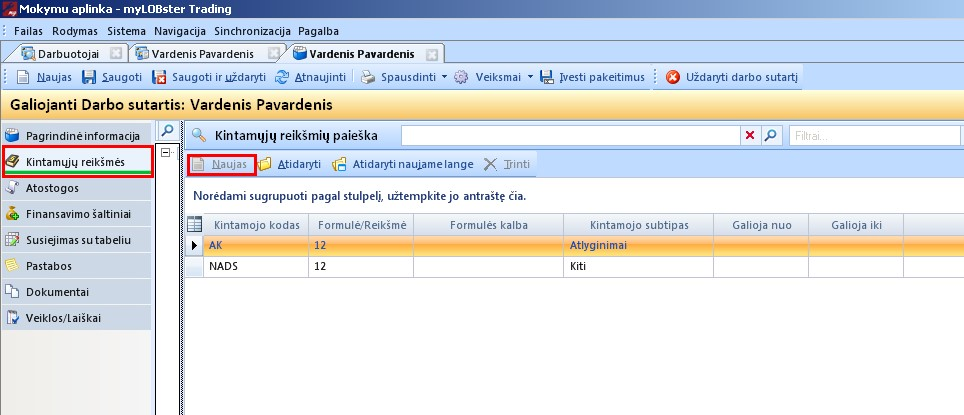 Mokymu aplinka - myLOBster Trading
Failas Rodymas Sistema Navigacija Sinchronizacija Pagalba
Darbuotojai Vardenis Pavardenis Vardenis Pavardenis
Naujas Saugoti Saugoti ir uždaryti Atnaujinti Spausdinti Veiksmai Įvesti pakeitimus Uždaryti darbo sutartį
Galiojanti Darbo sutartis: Vardenis Pavardenis
Pagrindinė informacija
Kintamųjų reikšmės
Atostogos
Finansavimo šaltiniai
Susiejimas su tabeliu
Pastabos
Dokumentai
Veiklos/Laiškai
Kintamųjų reikšmių paieška Filtrai...
Naujas Atidaryti Atidaryti naujame lange Trinti
Norėdami sugrupuoti pagal stulpelį, užtempkite jo antraštę čia.
Kintamojo kodas Formulė/Reikšmė Formulės kalba Kintamojo subtipas Galioja nuo Galioja iki
AK 12 Atlyginimai
NADS 12 Kiti